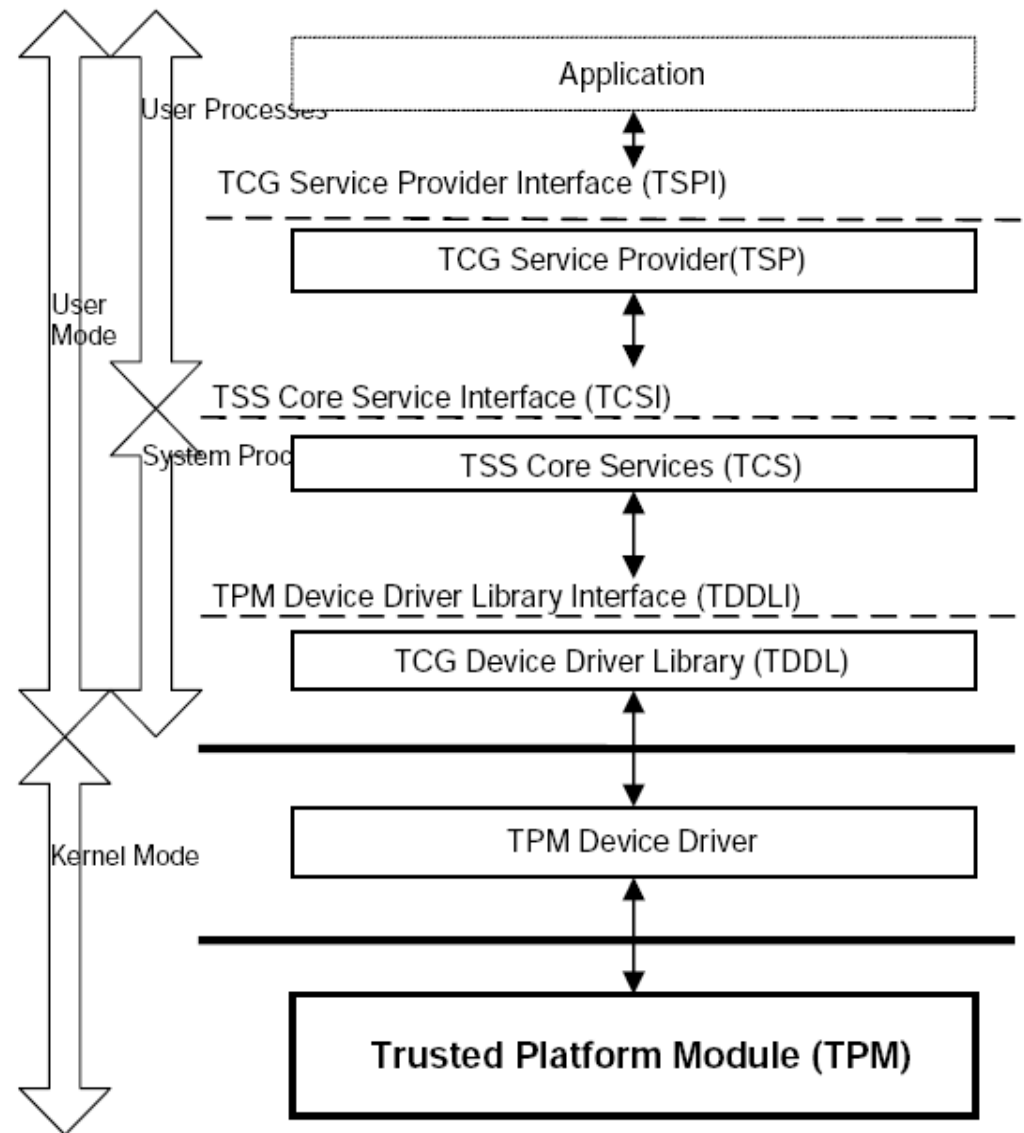 Application
User Processes
TCG Service Provider Interface (TSPI)
TCG Service Provider(TSP)
User
Mode
TSS Core Service Interface (TCSI)
System Proc
TSS Core Services (TCS)
TPM Device Driver Library Interface (TDDLI)
TCG Device Driver Library (TDDL)
TPM Device Driver
Kernel Mode
Trusted Platform Module (TPM)